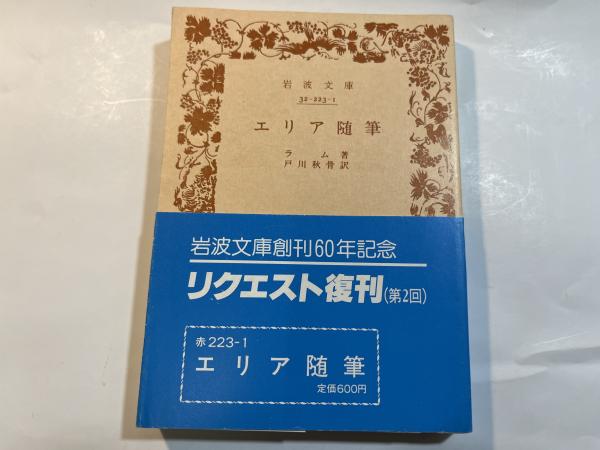 岩波文庫
32-223-1
エリア随筆
ラム著
戸川秋骨訳
岩波文庫創刊60年記念
リクエスト復刊(第2回)
赤223-1
エリア随筆
定価600円